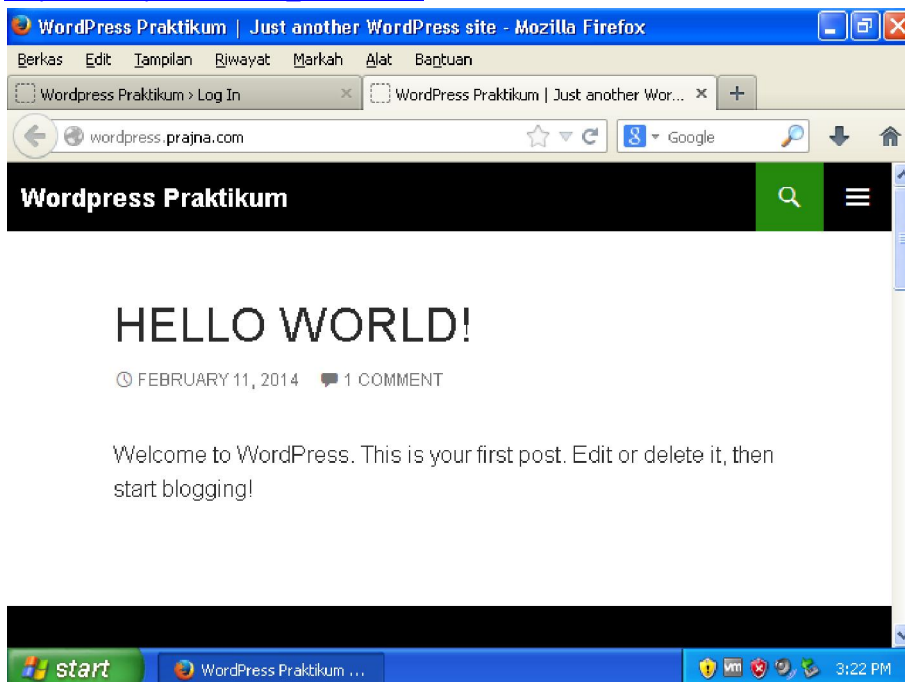 WordPress Praktikum | Just another WordPress site - Mozilla Firefox
Berkas Edit Tampilan Riwayat Markah Alat Bantuan
Wordpress Praktikum › Log In
WordPress Praktikum | Just another Wor...
wordpress.prajna.com
Google
Wordpress Praktikum
HELLO WORLD!
FEBRUARY 11, 2014 1 COMMENT
Welcome to WordPress. This is your first post. Edit or delete it, then
start blogging!
start WordPress Praktikum ... 3:22 PM